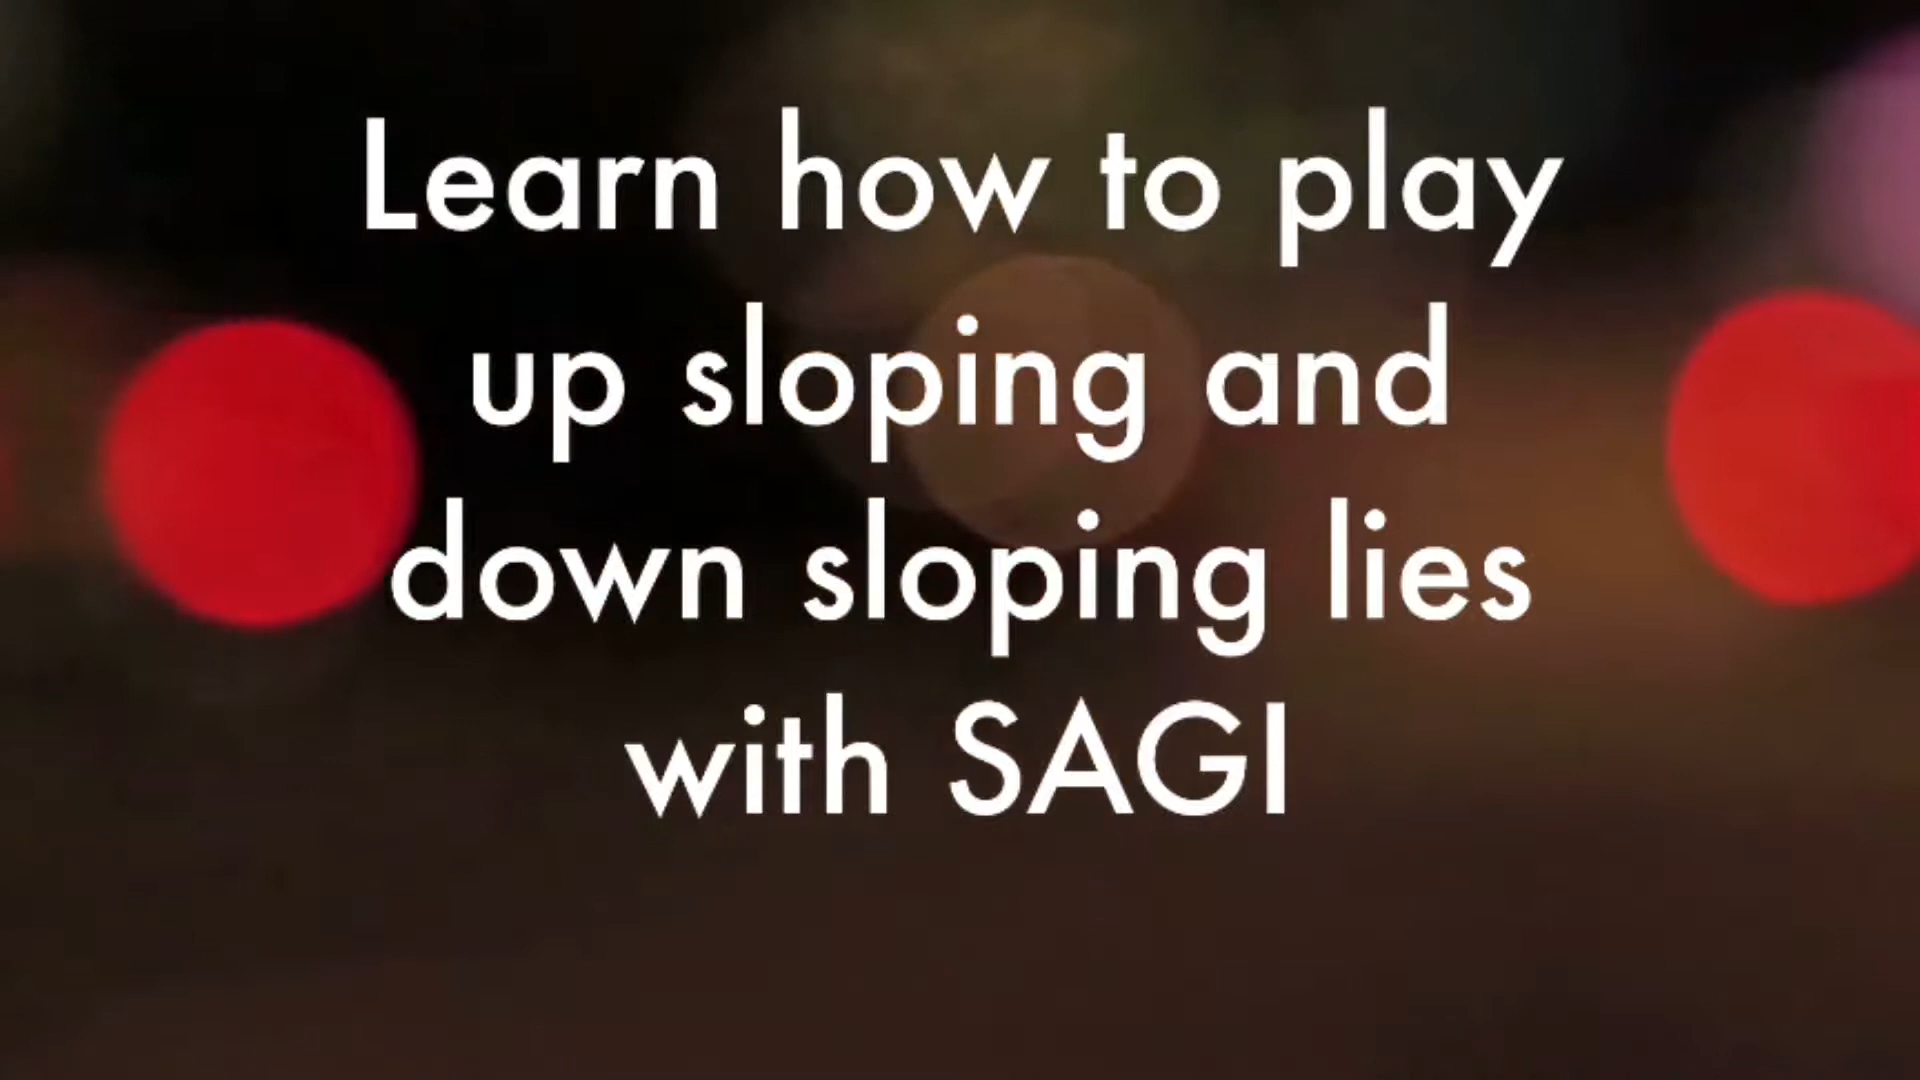 Learn how to play
up sloping and
down sloping lies
with SAGI